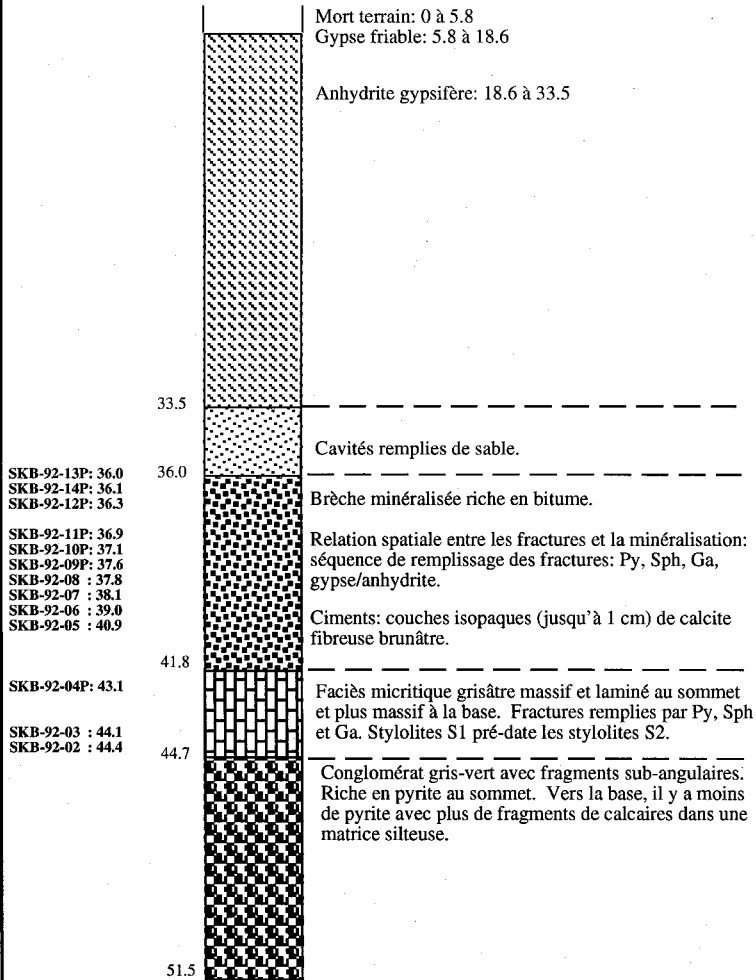 Mort terrain: 0 à 5.8
Gypse friable: 5.8 à 18.6
Anhydrite gypsifère: 18.6 à 33.5
33.5
Cavités remplies de sable.
36.0
SKB-92-13P: 36.0
SKB-92-14P: 36.1
SKB-92-12P: 36.3
Brèche minéralisée riche en bitume.
SKB-92-11P: 36.9
SKB-92-10P: 37.1
SKB-92-09P: 37.6
SKB-92-08 : 37.8
SKB-92-07 : 38.1
SKB-92-06 : 39.0
SKB-92-05 : 40.9
Relation spatiale entre les fractures et la minéralisation:
séquence de remplissage des fractures: Py, Sph, Ga,
gypse/anhydrite.
Ciments: couches isopaques (jusqu'à 1 cm) de calcite
fibreuse brunâtre.
41.8
SKB-92-04P: 43.1
SKB-92-03 : 44.1
SKB-92-02 : 44.4
Faciès micritique grisâtre massif et laminé au sommet
et plus massif à la base. Fractures remplies par Py, Sph
et Ga. Stylolites S1 pré-date les stylolites S2.
44.7
Conglomérat gris-vert avec fragments sub-angulaires.
Riche en pyrite au sommet. Vers la base, il y a moins
de pyrite avec plus de fragments de calcaires dans une
matrice silteuse.
51.5